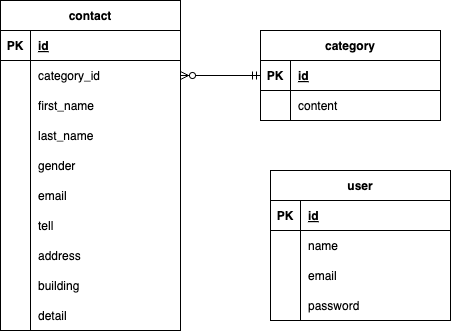 contact
PK id
category_id
first_name
last_name
gender
email
tell
address
building
detail
category
PK id
content
user
PK id
name
email
password